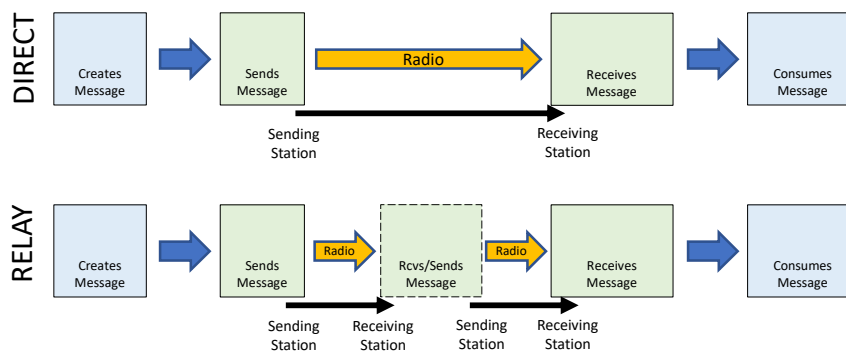 DIRECT
Creates
Message
Sends
Message
Radio
Receives
Message
Consumes
Message
Sending
Station
Receiving
Station
RELAY
Creates
Message
Sends
Message
Radio
Rcvs/Sends
Message
Radio
Receives
Message
Consumes
Message
Sending
Station
Receiving
Station
Sending
Station
Receiving
Station